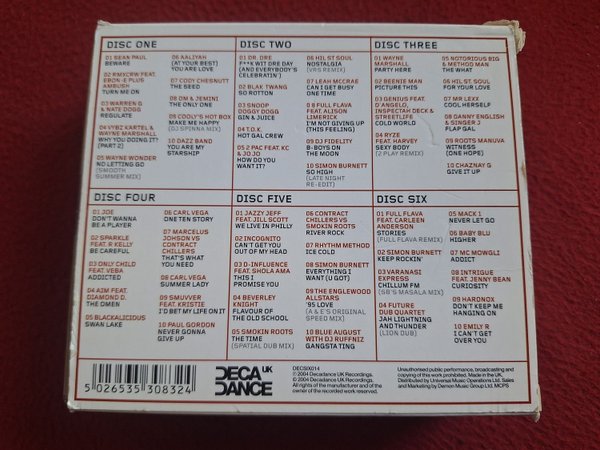 DISC ONE
01 SEAN PAUL
BEWARE
02 RMXCRW FEAT.
EBON-E PLUS
AMBUSH
TURN ME ON
03 WARREN G
& NATE DOGG
REGULATE
04 VYBZ KARTEL &
WAYNE MARSHALL
WHY YOU DOING IT?
(PART 2)
05 WAYNE WONDER
NO LETTING GO
(SMOOTH
SUMMER MIX)
06 AALIYAH
(AT YOUR BEST)
YOU ARE LOVE
07 CODY CHESNUTT
THE SEED
08 OM & JEMINI
THE ONLY ONE
09 COOLY'S HOT BOX
MAKE ME HAPPY
(DJ SPINNA MIX)
10 DAZZ BAND
YOU ARE MY
STARSHIP
DISC TWO
01 DR. DRE
F**K WIT DRE DAY
(AND EVERYBODY'S
CELEBRATIN')
02 BLAK TWANG
SO ROTTON
03 SNOOP
DOGGY DOGG
GIN & JUICE
04 T.O.K.
HOT GAL CREW
05 2 PAC FEAT. KC
& JO JO
HOW DO YOU
WANT IT?
06 HIL ST. SOUL
NOSTALGIA
(VRS REMIX)
07 LEAH MCCRAE
CAN I GET BUSY
ONE TIME
08 FULL FLAVA
FEAT. ALISON
LIMERICK
I'M NOT GIVING UP
(THIS FEELING)
09 DJ FIDELITY
B-BOYS ON
THE MOON
10 SIMON BURNETT
SO HIGH
(LATE NIGHT
RE-EDIT)
DISC THREE
01 WAYNE
MARSHALL
PARTY HERE
02 BEENIE MAN
PICTURE THIS
03 GENIUS FEAT.
D'ANGELO,
INSPECTAH DECK &
STREETLIFE
COLD WORLD
04 RYZE
FEAT. HARVEY
SEXY BODY
(2 PLAY REMIX)
05 NOTORIOUS BIG
& METHOD MAN
THE WHAT
06 HIL ST. SOUL
FOR YOUR LOVE
07 MR LEXX
COOL HERSELF
08 GANNY ENGLISH
& SINGER J
FLAP GAL
09 ROOTS MANUVA
WITNESS
(ONE HOPE)
10 CHAZNAY G
GIVE IT UP
DISC FOUR
01 JOE
DON'T WANNA
BE A PLAYER
02 SPARKLE
FEAT. R KELLY
BE CAREFUL
03 ONLY CHILD
FEAT. VEBA
ADDICTED
04 AIM FEAT.
DIAMOND D.
THE OMEN
05 BLACKALICIOUS
SWAN LAKE
06 CARL VEGA
ONE TEN STORY
07 MARCELUS
JOHSON VS
CONTRACT
CHILLERS
THAT'S WHAT
YOU NEED
08 CARL VEGA
SUMMER LADY
09 SMUVVER
FEAT. KRISTIE
I'D BET MY LIFE ON IT
10 PAUL GORDON
NEVER GONNA
GIVE UP
DISC FIVE
01 JAZZY JEFF
FEAT. JILL SCOTT
WE LIVE IN PHILLY
02 INCOGNITO
CAN'T GET YOU
OUT OF MY HEAD
03 D-INFLUENCE
FEAT. SHOLA AMA
THIS I
PROMISE YOU
04 BEVERLEY
KNIGHT
FLAVOUR OF
THE OLD SCHOOL
05 SMOKIN ROOTS
THE TIME
(SPATIAL DUB MIX)
06 CONTRACT
CHILLERS VS
SMOKIN ROOTS
RIVER ROCK
07 RHYTHM METHOD
ICE COLD
08 SIMON BURNETT
EVERYTHING I
WANT (U GOT)
09 THE ENGLEWOOD
ALLSTARS
'95 LOVE
(A & E'S ORIGINAL
SPEED MIX)
10 BLUE AUGUST
WITH DJ RUFFNIZ
GANGSTA TING
DISC SIX
01 FULL FLAVA
FEAT. CARLEEN
ANDERSON
STORIES
(FULL FLAVA REMIX)
02 SIMON BURNETT
KEEP ROCKIN'
03 VARANASI
EXPRESS
CHILLUM FM
(SB'S MASALA MIX)
04 FUTURE
DUB QUARTET
JAH LIGHTNING
AND THUNDER
(LION DUB)
05 MACK 1
NEVER LET GO
06 BABY BLU
HIGHER
07 MC MOWGLI
ADDICT
08 INTRIGUE
FEAT. JENNY BEAN
CURIOSITY
09 HARONOX
DON'T KEEP ME
HANGING ON
10 EMILY R
I CAN'T GET
OVER YOU
5 026535 308324
DECA UK
DANCE
DECSIX014
℗ 2004 Decadance UK Recordings.
© 2004 Decadance UK Recordings.
All rights of the manufacturer and of the
owner of the recorded work reserved.
Unauthorised public performance, broadcasting and
copying of this work prohibited. Made in the UK.
Distributed by Universal Music Operations Ltd. Sales
and Marketing by Demon Music Group Ltd. MCPS